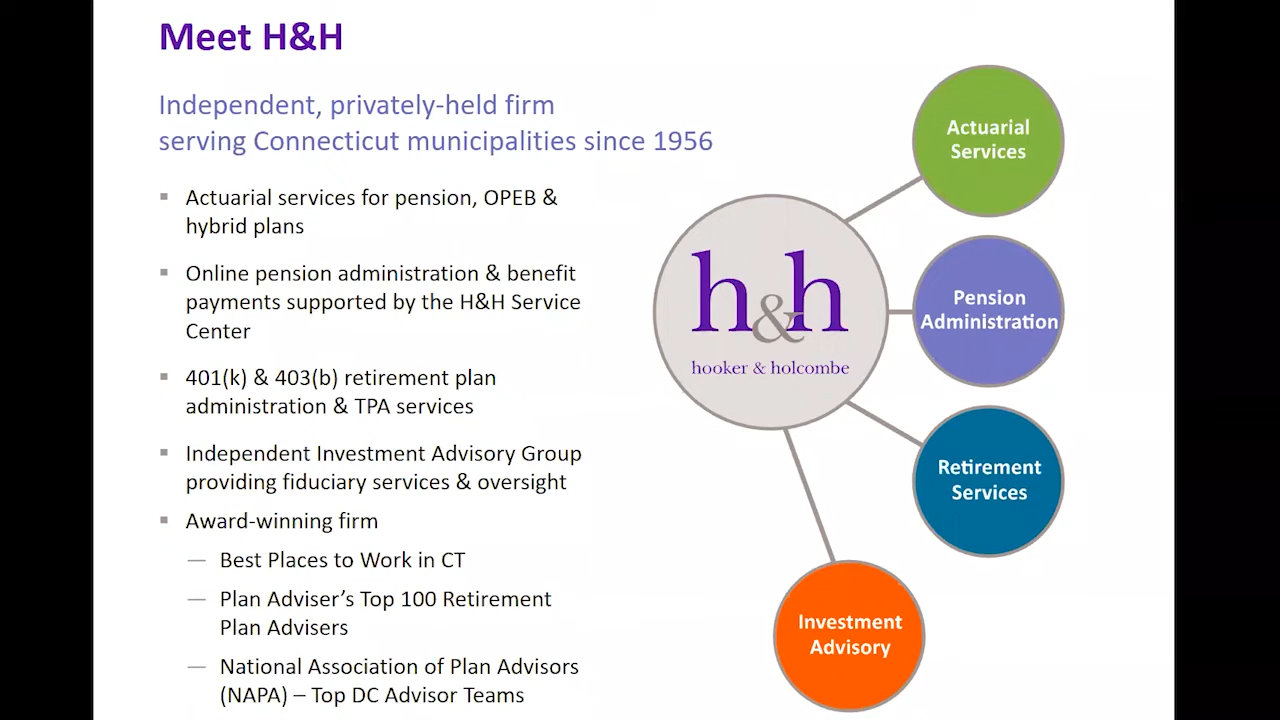 Meet H&H
Independent, privately-held firm
serving Connecticut municipalities since 1956
▪ Actuarial services for pension, OPEB &
hybrid plans
▪ Online pension administration & benefit
payments supported by the H&H Service
Center
▪ 401(k) & 403(b) retirement plan
administration & TPA services
▪ Independent Investment Advisory Group
providing fiduciary services & oversight
▪ Award-winning firm
— Best Places to Work in CT
— Plan Adviser’s Top 100 Retirement
Plan Advisers
— National Association of Plan Advisors
(NAPA) – Top DC Advisor Teams
h&h
hooker & holcombe
Actuarial
Services
Pension
Administration
Retirement
Services
Investment
Advisory